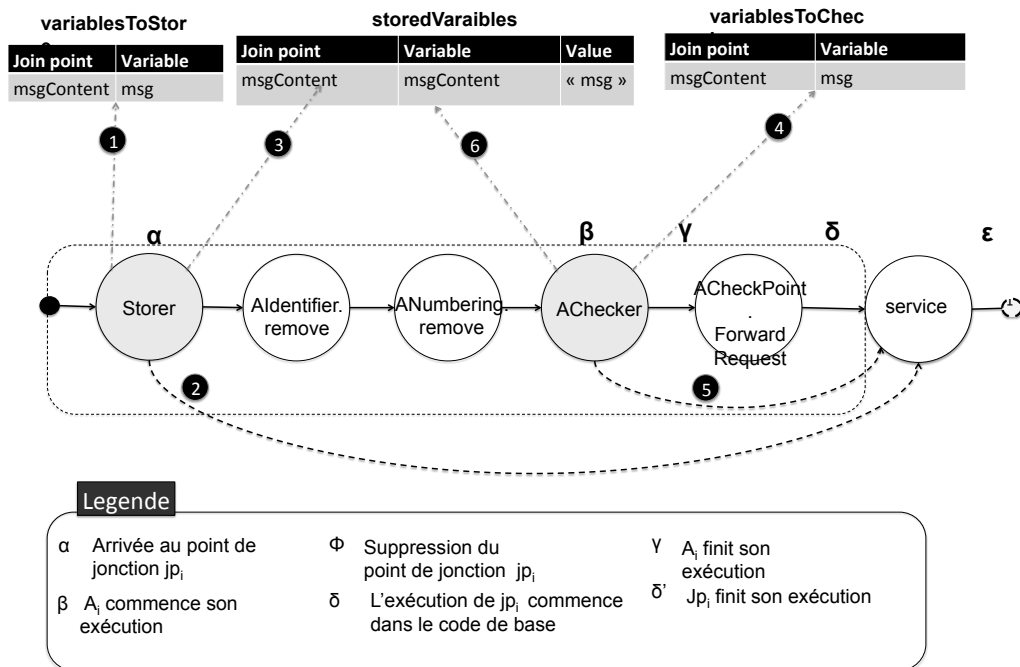 variablesToStor
storedVaraibles
variablesToChec
Join point Variable
msgContent msg
Join point Variable Value
msgContent msgContent « msg »
Join point Variable
msgContent msg
1
3
6
4
α
β
γ
δ
ε
Storer
AIdentifier.
remove
ANumbering.
remove
AChecker
ACheckPoint
.
Forward
Request
service
2
5
Legende
α Arrivée au point de
jonction jpi
β Ai commence son
exécution
Φ Suppression du
point de jonction jpi
δ L'exécution de jpi commence
dans le code de base
γ Ai finit son
exécution
δ' Jpi finit son exécution